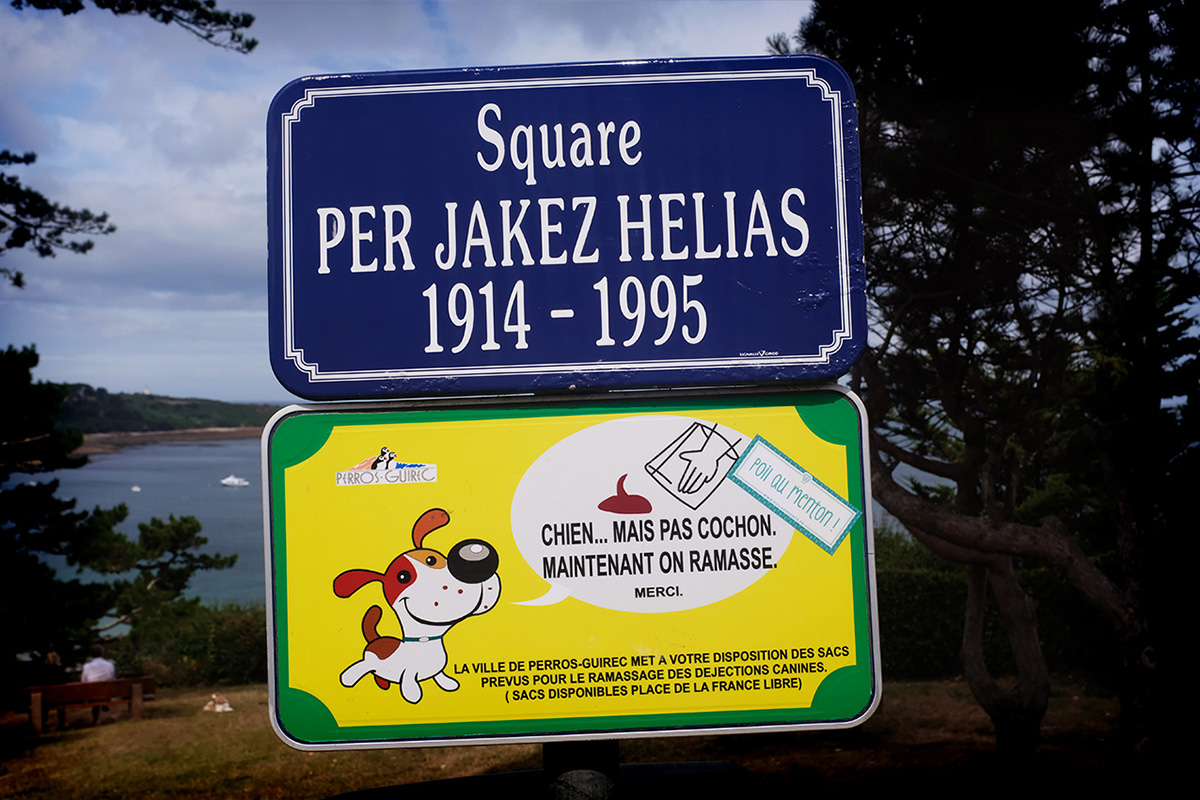 Square
PER JAKEZ HELIAS
1914 - 1995
SIGNAUX GIROD
PERROS-GUIREC
Poil au menton !
CHIEN... MAIS PAS COCHON.
MAINTENANT ON RAMASSE.
MERCI.
LA VILLE DE PERROS-GUIREC MET A VOTRE DISPOSITION DES SACS
PREVUS POUR LE RAMASSAGE DES DEJECTIONS CANINES.
( SACS DISPONIBLES PLACE DE LA FRANCE LIBRE)